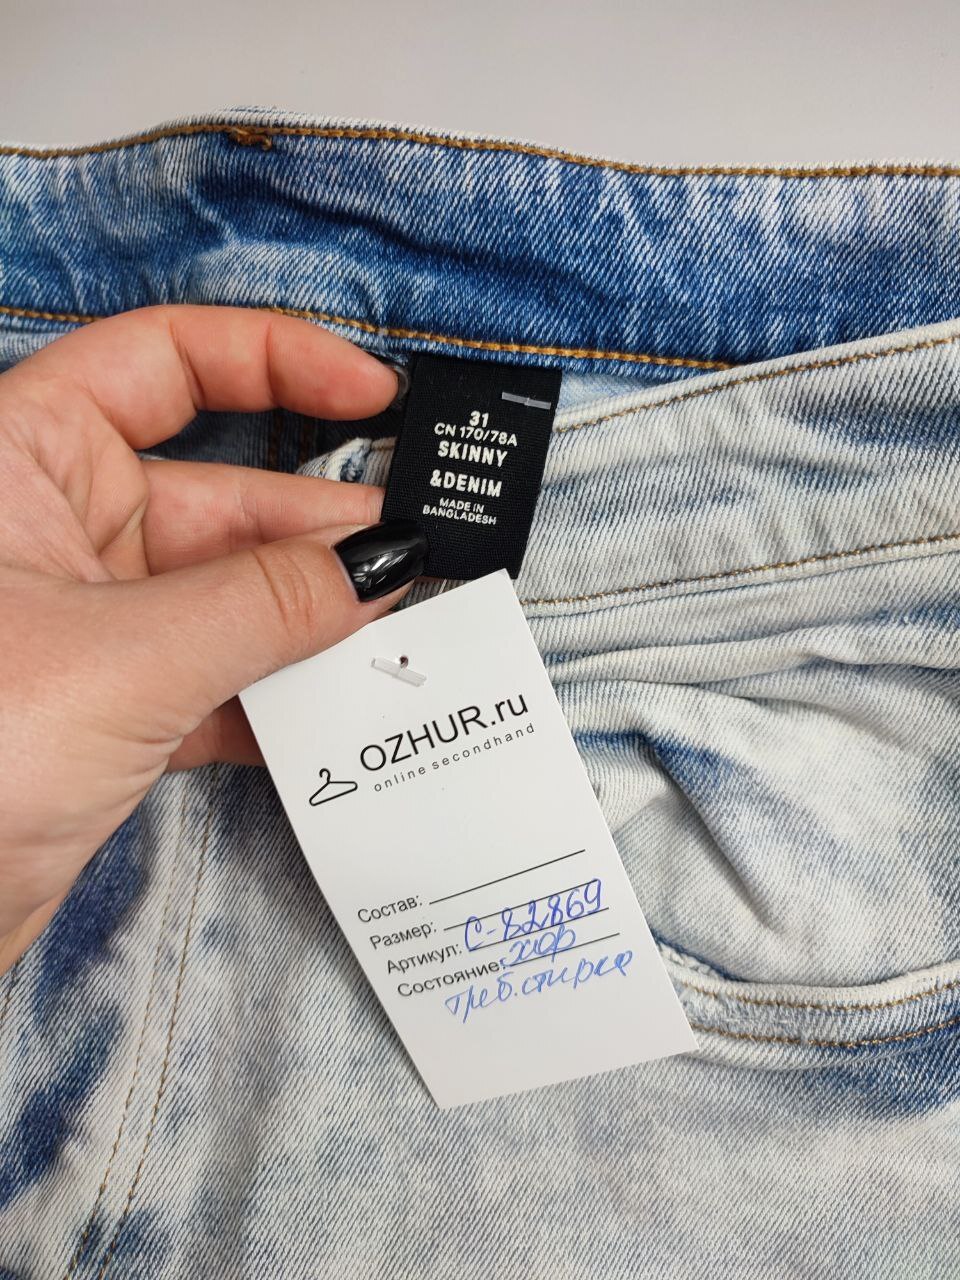 31
CN 170/78A
SKINNY
&DENIM
MADE IN
BANGLADESH
OZHUR.ru
online secondhand
Состав:
Размер:
Артикул: С-82869
Состояние: хор
треб. стирка